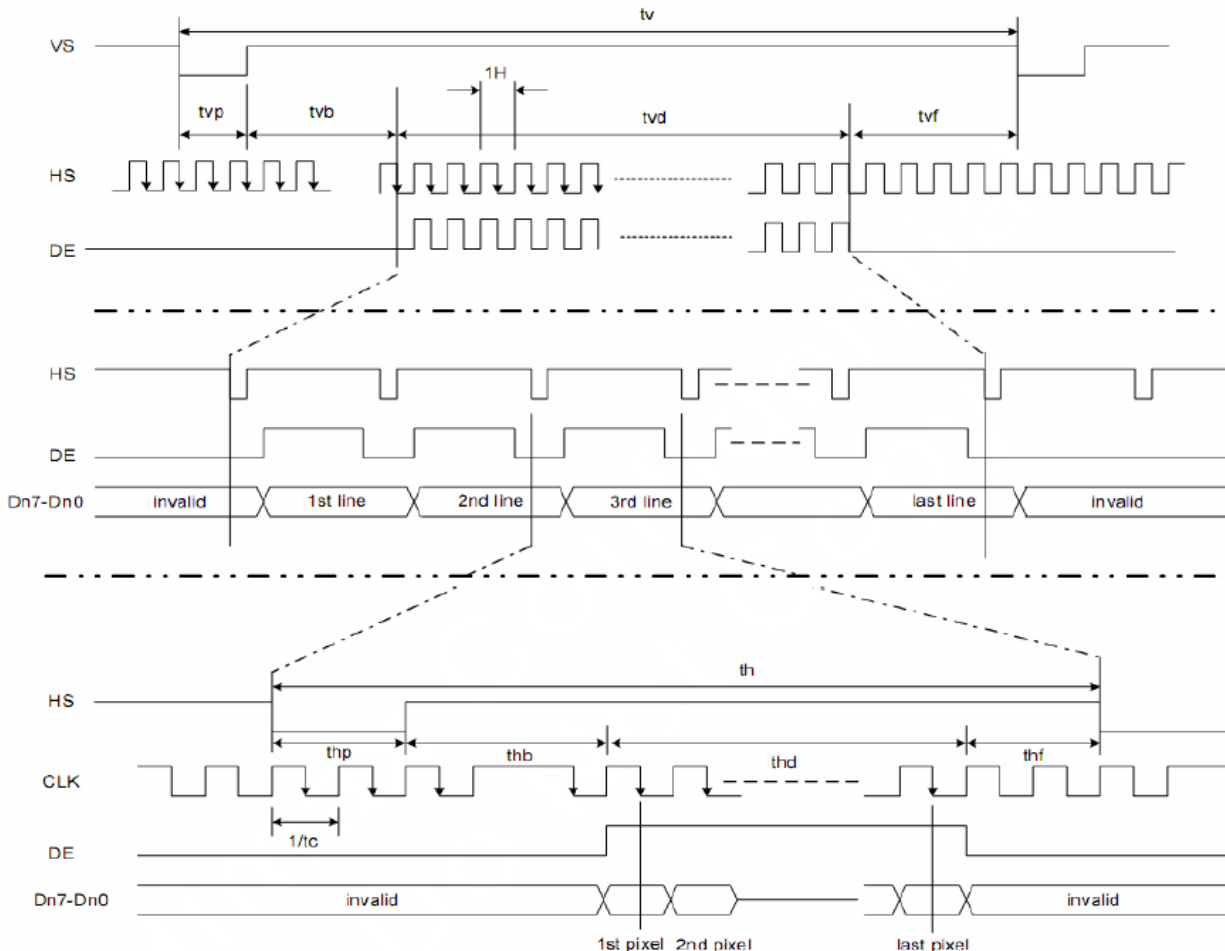 tv
VS
1H
tvp
tvb
tvd
tvf
HS
DE
HS
DE
Dn7-Dn0
invalid
1st line
2nd line
3rd line
last line
invalid
th
HS
thp
thb
thd
thf
CLK
1/tc
DE
Dn7-Dn0
invalid
invalid
1st pixel
2nd pixel
last pixel